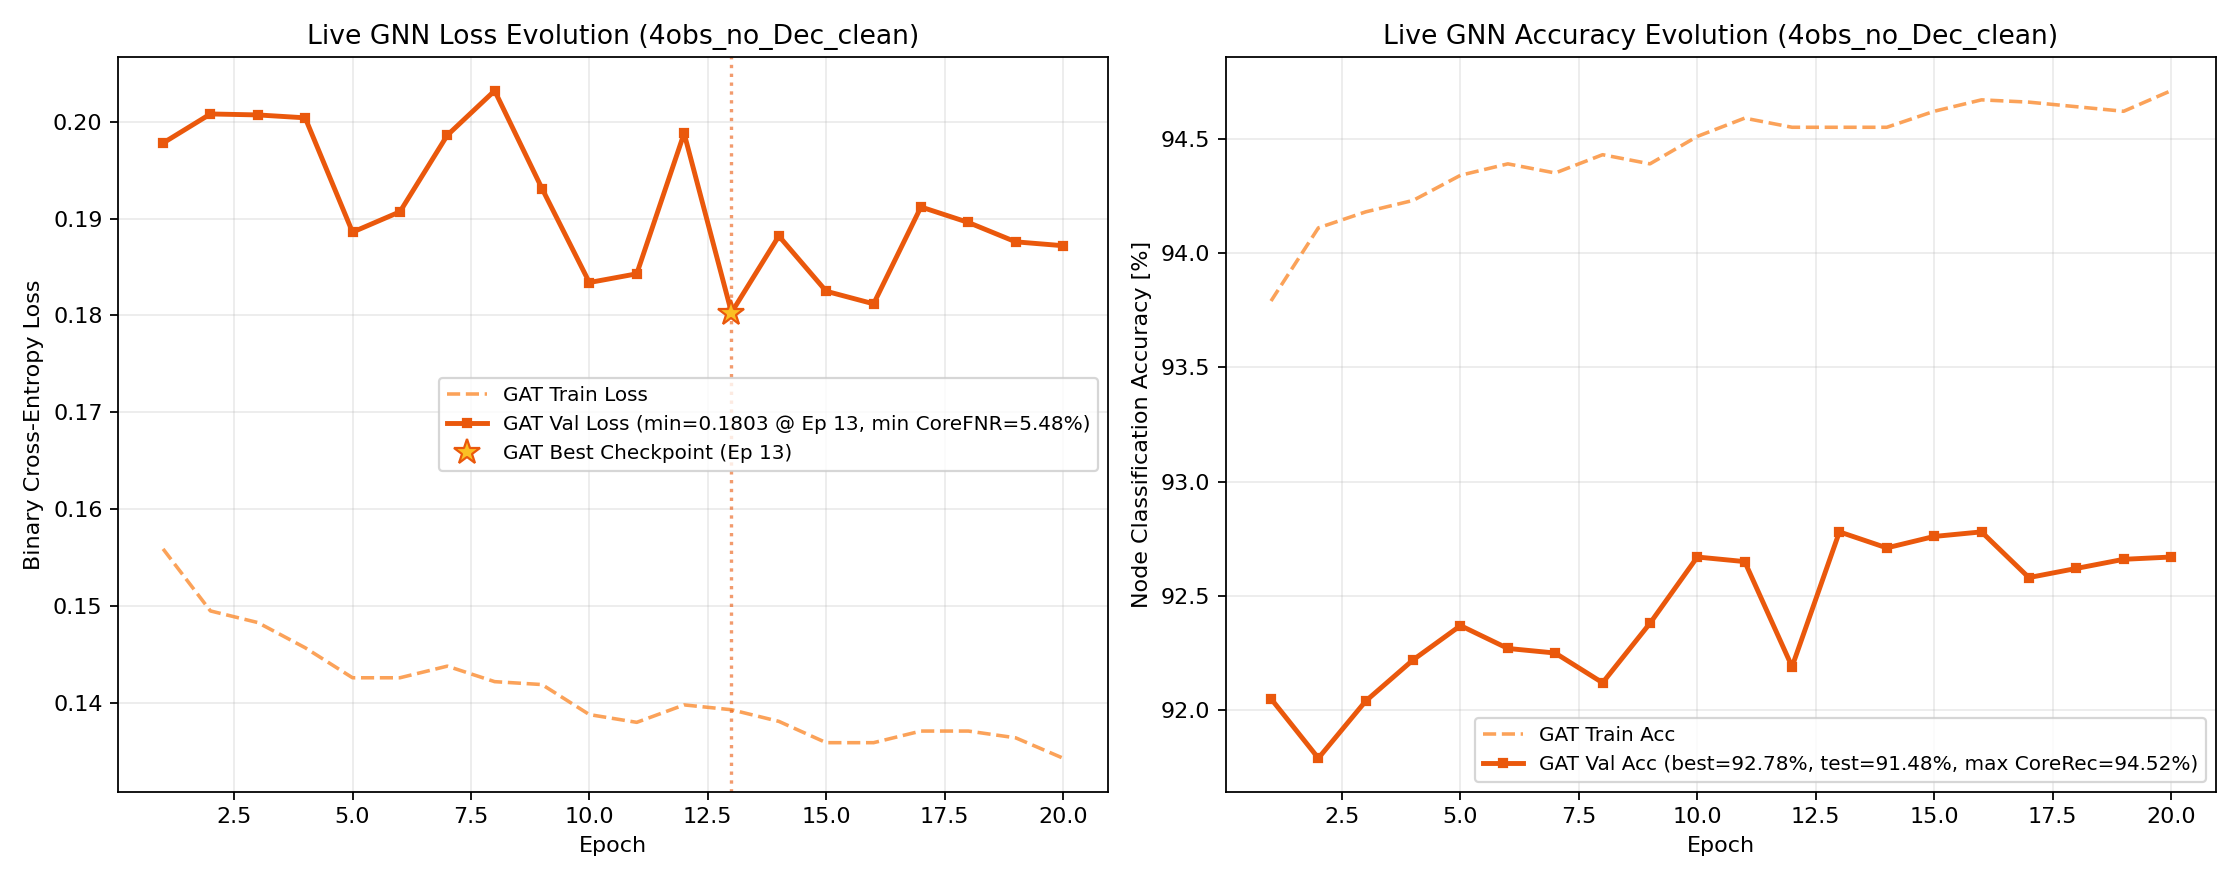 Live GNN Loss Evolution (4obs_no_Dec_clean)
Binary Cross-Entropy Loss
0.20
0.19
0.18
0.17
0.16
0.15
0.14
GAT Train Loss
GAT Val Loss (min=0.1803 @ Ep 13, min CoreFNR=5.48%)
GAT Best Checkpoint (Ep 13)
2.5 5.0 7.5 10.0 12.5 15.0 17.5 20.0
Epoch
Live GNN Accuracy Evolution (4obs_no_Dec_clean)
Node Classification Accuracy [%]
94.5
94.0
93.5
93.0
92.5
92.0
GAT Train Acc
GAT Val Acc (best=92.78%, test=91.48%, max CoreRec=94.52%)
2.5 5.0 7.5 10.0 12.5 15.0 17.5 20.0
Epoch